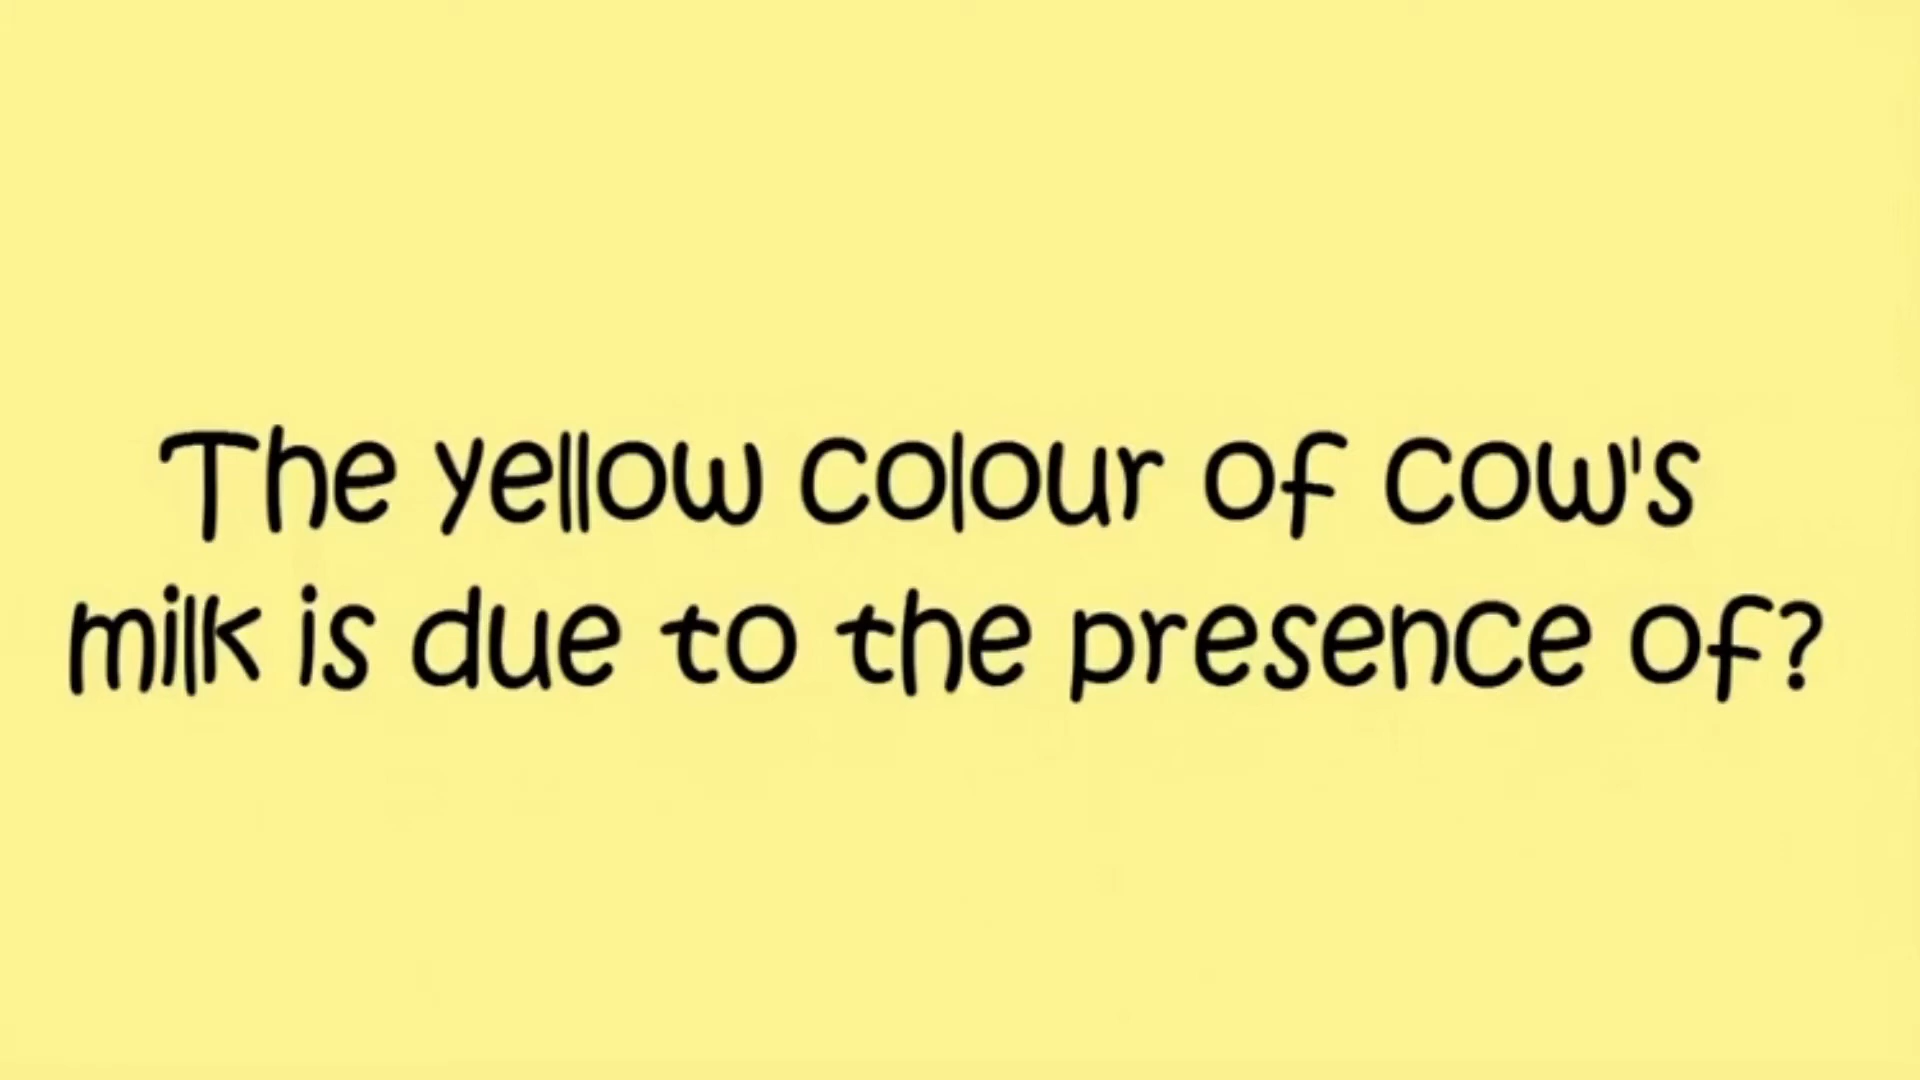 The yellow colour of cow's
milk is due to the presence of?